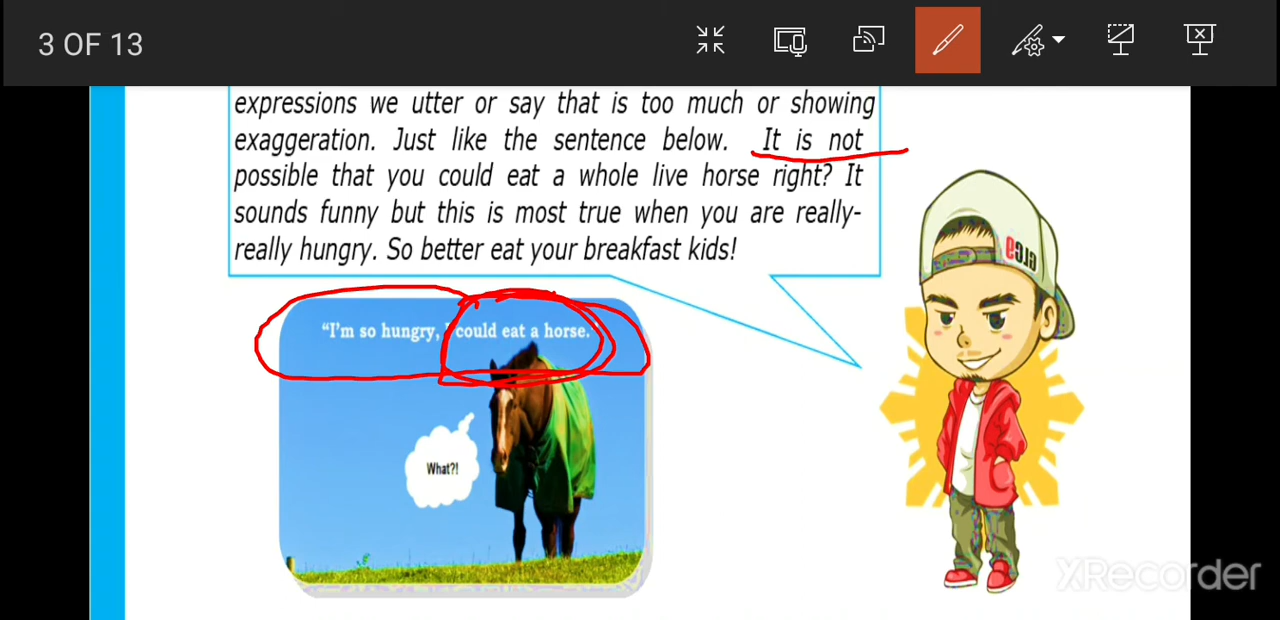 3 OF 13
expressions we utter or say that is too much or showing
exaggeration. Just like the sentence below. It is not
possible that you could eat a whole live horse right? It
sounds funny but this is most true when you are really-
really hungry. So better eat your breakfast kids!
"I'm so hungry, I could eat a horse."
What?!
XRecorder